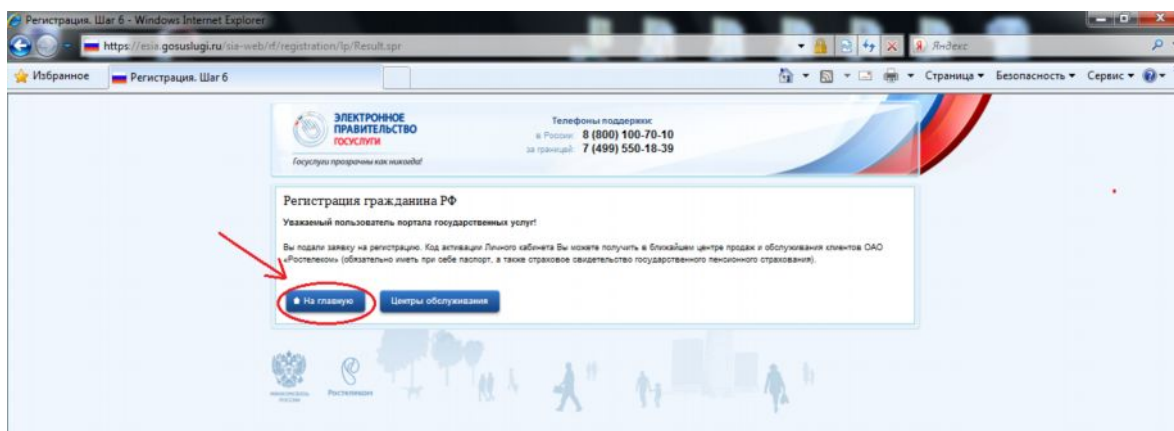 Регистрация. Шаг 6 - Windows Internet Explorer
https://esia.gosuslugi.ru/sia-web/rf/registration/lp/Result.spr
Яндекс
Избранное
Регистрация. Шаг 6
Страница Безопасность Сервис
ЭЛЕКТРОННОЕ
ПРАВИТЕЛЬСТВО
ГОСУСЛУГИ
Госуслуги прозрачны как никогда!
Телефоны поддержки:
в России: 8 (800) 100-70-10
за границей: 7 (499) 550-18-39
Регистрация гражданина РФ
Уважаемый пользователь портала государственных услуг!
Вы подали заявку на регистрацию. Код активации Личного кабинета Вы можете получить в ближайшем центре продаж и обслуживания клиентов ОАО
«Ростелеком» (обязательно иметь при себе паспорт, а также страховое свидетельство государственного пенсионного страхования).
На главную
Центры обслуживания
Ростелеком
РОССИИ